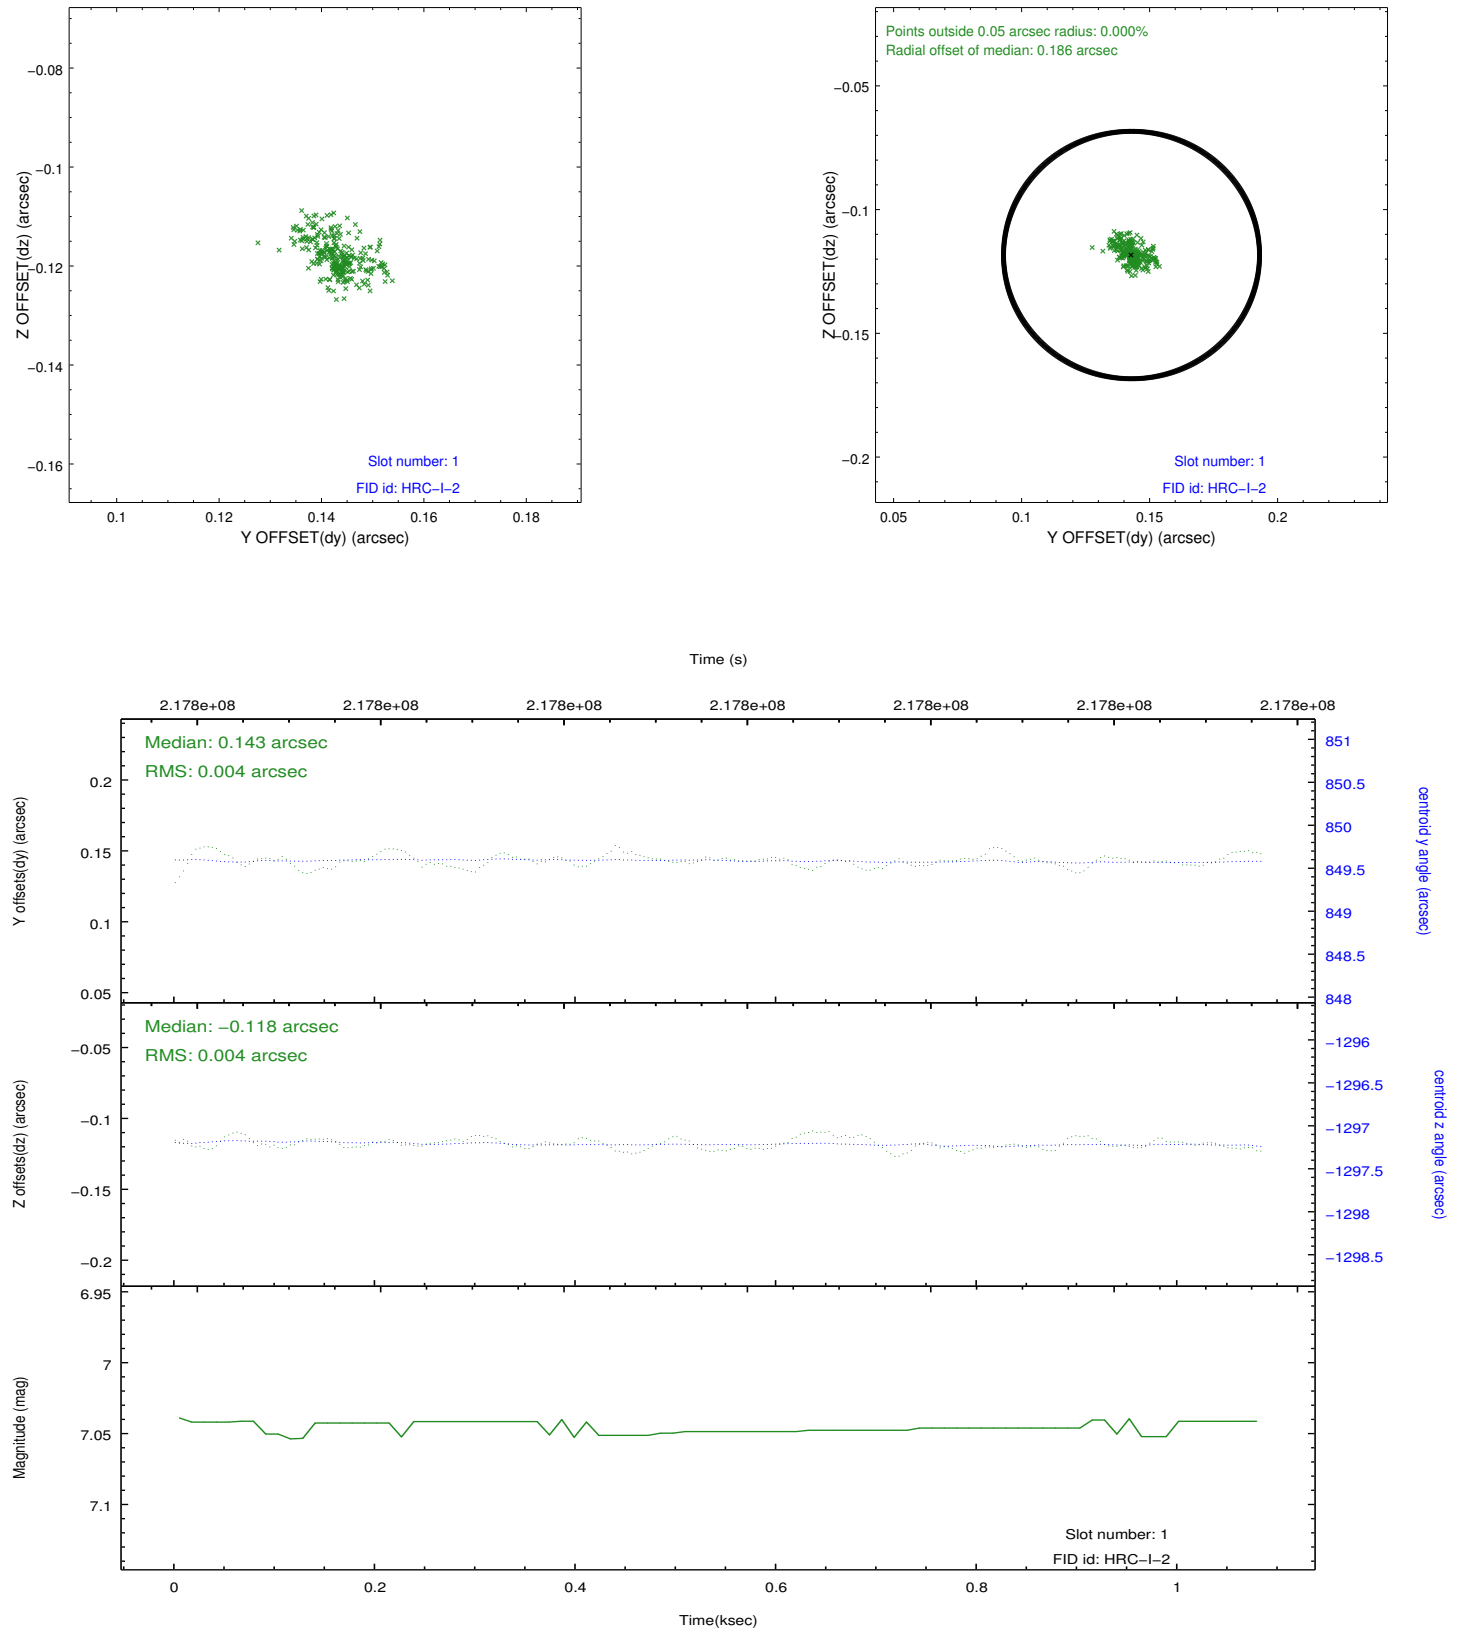 −0.08
−0.1
−0.12
−0.14
−0.16
Z OFFSET(dz) (arcsec)
Slot number: 1
FID id: HRC−I−2
0.1 0.12 0.14 0.16 0.18
Y OFFSET(dy) (arcsec)
Points outside 0.05 arcsec radius: 0.000%
Radial offset of median: 0.186 arcsec
−0.05
−0.1
−0.15
−0.2
Z OFFSET(dz) (arcsec)
Slot number: 1
FID id: HRC−I−2
0.05 0.1 0.15 0.2
Y OFFSET(dy) (arcsec)
Time (s)
2.178e+08 2.178e+08 2.178e+08 2.178e+08 2.178e+08 2.178e+08 2.178e+08
Median: 0.143 arcsec
RMS: 0.004 arcsec
0.2
0.15
0.1
0.05
Y offsets(dy) (arcsec)
851
850.5
850
849.5
849
848.5
848
centroid y angle (arcsec)
Median: −0.118 arcsec
RMS: 0.004 arcsec
−0.05
−0.1
−0.15
−0.2
Z offsets(dz) (arcsec)
−1296
−1296.5
−1297
−1297.5
−1298
−1298.5
centroid z angle (arcsec)
6.95
7
7.05
7.1
Magnitude (mag)
Slot number: 1
FID id: HRC−I−2
0 0.2 0.4 0.6 0.8 1
Time(ksec)